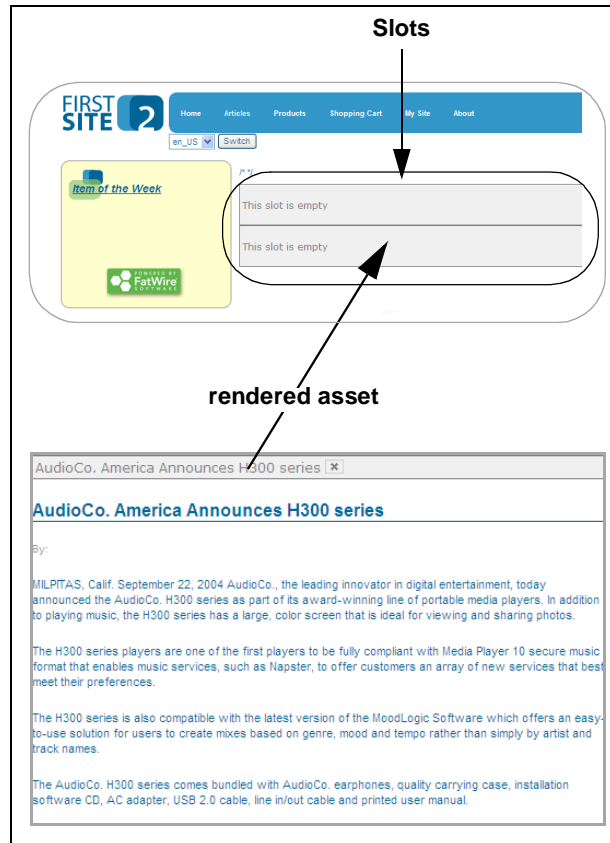 Slots
FIRST
SITE 2
Home Articles Products Shopping Cart My Site About
en_US Switch
/* */
Item of the Week
This slot is empty
This slot is empty
POWERED BY
FatWire
SOFTWARE
rendered asset
AudioCo. America Announces H300 series
AudioCo. America Announces H300 series
By:
MILPITAS, Calif. September 22, 2004 AudioCo., the leading innovator in digital entertainment, today
announced the AudioCo. H300 series as part of its award-winning line of portable media players. In addition
to playing music, the H300 series has a large, color screen that is ideal for viewing and sharing photos.
The H300 series players are one of the first players to be fully compliant with Media Player 10 secure music
format that enables music services, such as Napster, to offer customers an array of new services that best
meet their preferences.
The H300 series is also compatible with the latest version of the MoodLogic Software which offers an easy-
to-use solution for users to create mixes based on genre, mood and tempo rather than simply by artist and
track names.
The AudioCo. H300 series comes bundled with AudioCo. earphones, quality carrying case, installation
software CD, AC adapter, USB 2.0 cable, line in/out cable and printed user manual.